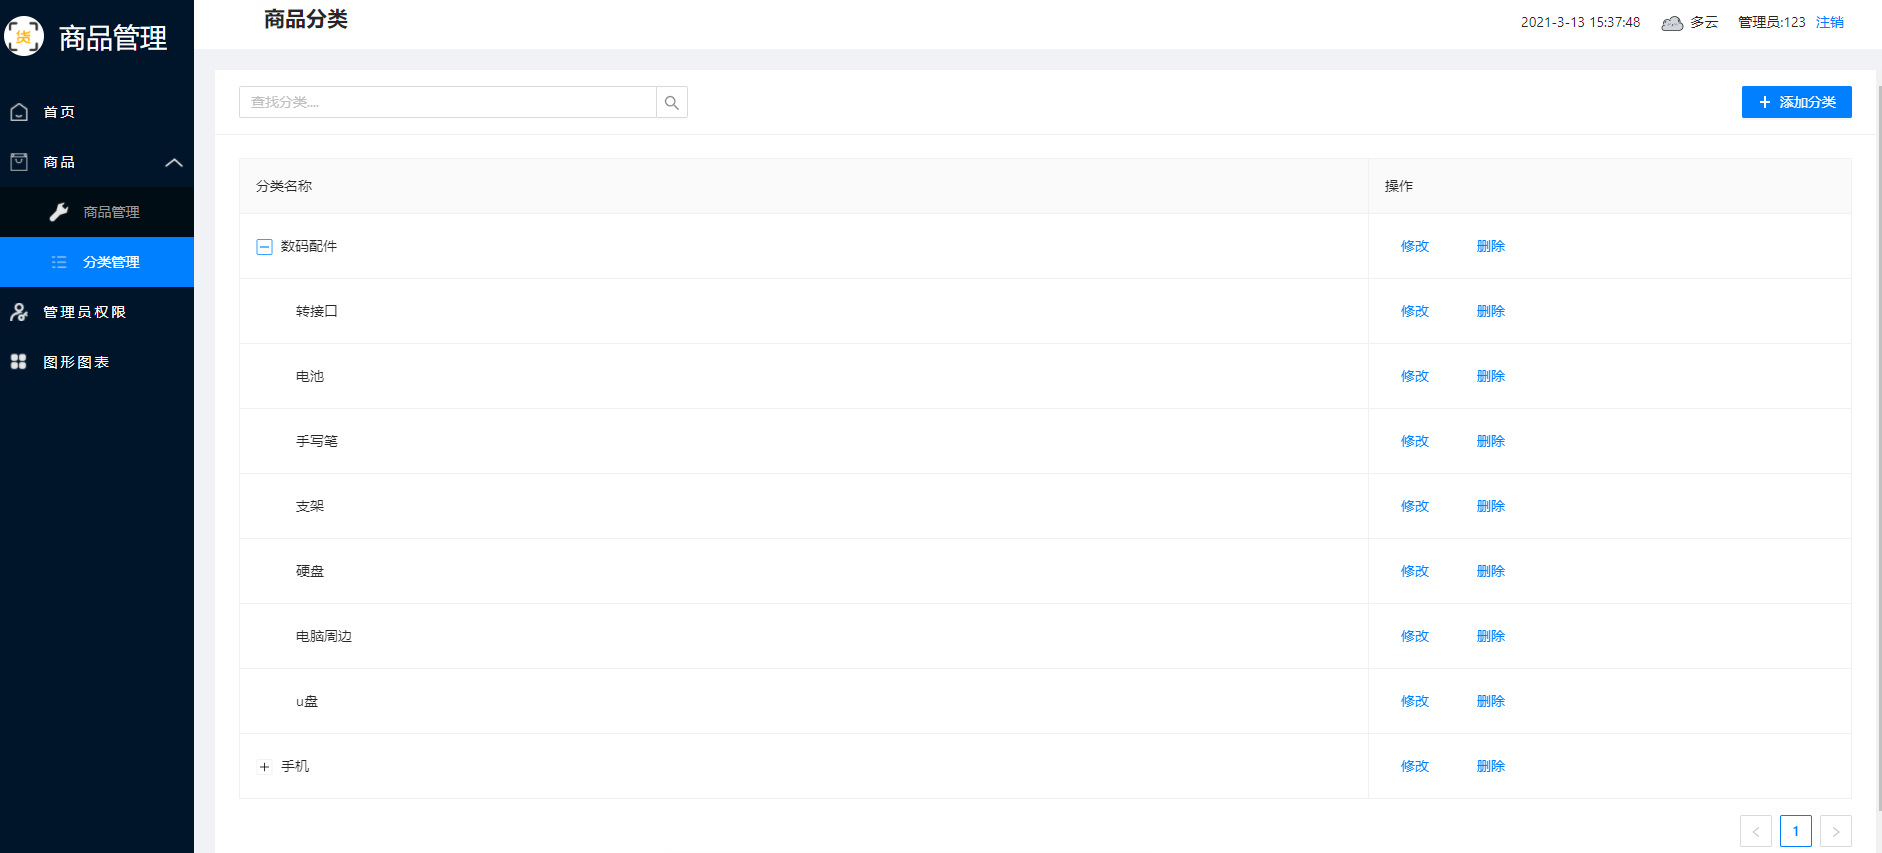 货 商品管理
首页
商品
商品管理
分类管理
管理员权限
图形图表
商品分类
2021-3-13 15:37:48 多云 管理员:123 注销
查找分类....
+ 添加分类
分类名称 操作
数码配件 修改 删除
转接口 修改 删除
电池 修改 删除
手写笔 修改 删除
支架 修改 删除
硬盘 修改 删除
电脑周边 修改 删除
u盘 修改 删除
手机 修改 删除
< 1 >